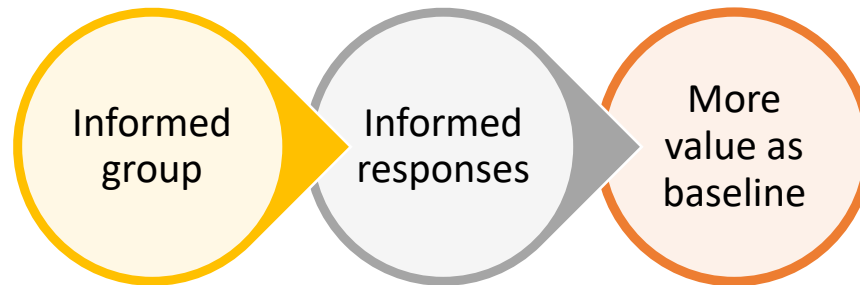 Informed
group
Informed
responses
More
value as
baseline